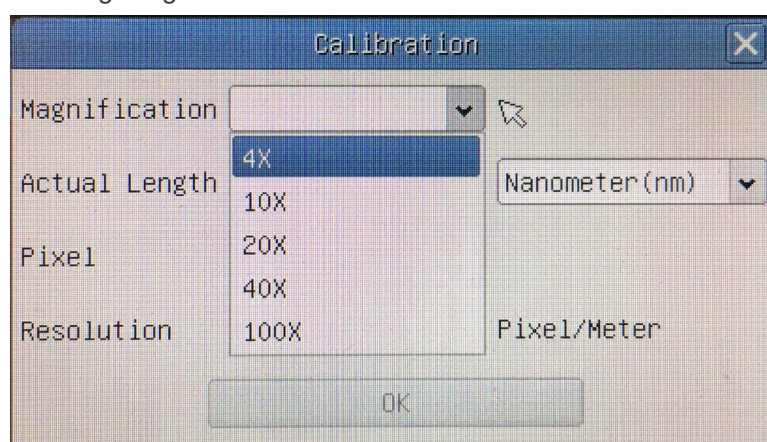 Calibration
Magnification
4X
Actual Length
Nanometer(nm)
10X
Pixel
20X
40X
Resolution
100X
Pixel/Meter
OK